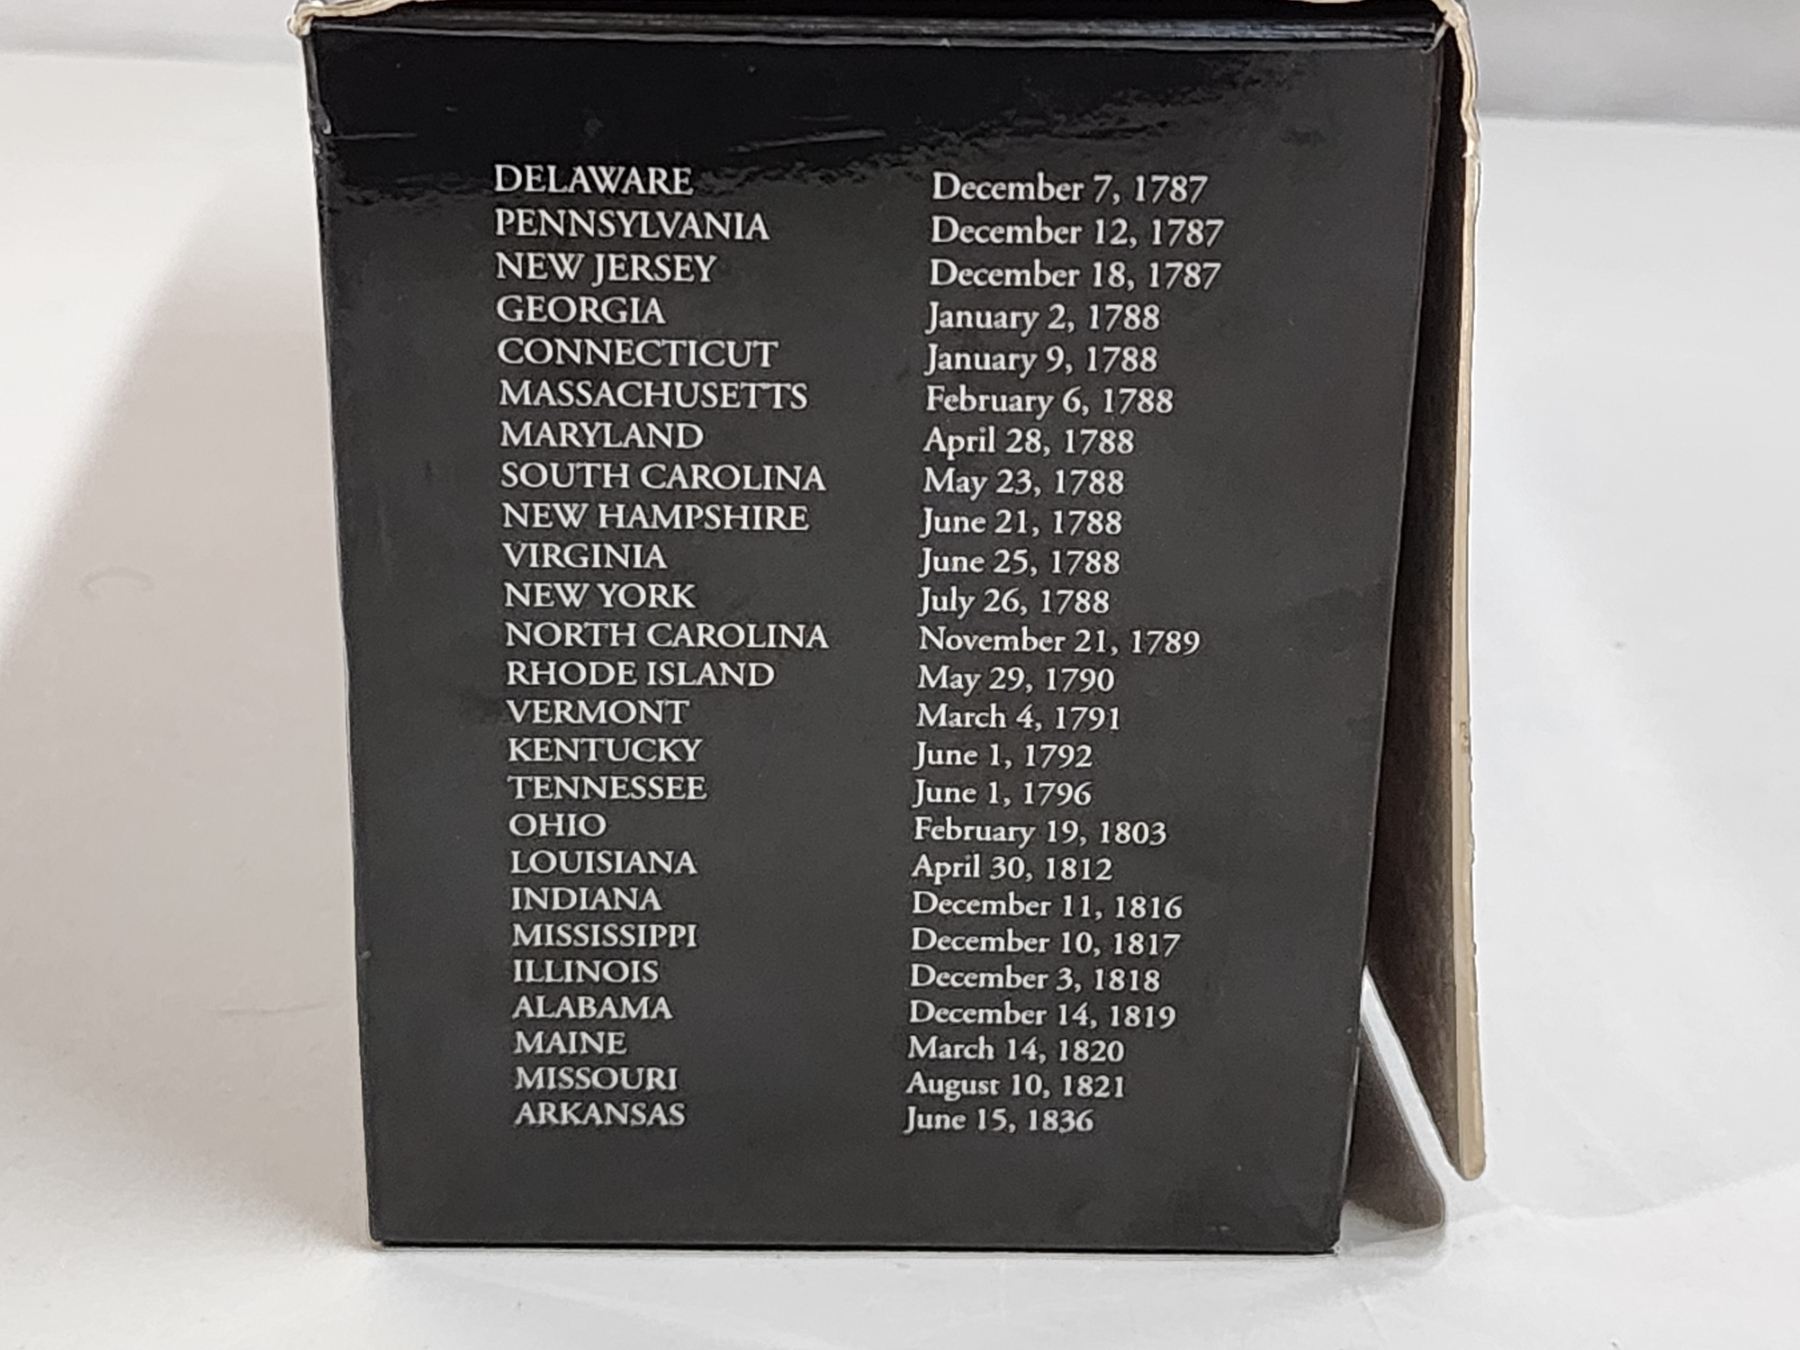 DELAWARE December 7, 1787
PENNSYLVANIA December 12, 1787
NEW JERSEY December 18, 1787
GEORGIA January 2, 1788
CONNECTICUT January 9, 1788
MASSACHUSETTS February 6, 1788
MARYLAND April 28, 1788
SOUTH CAROLINA May 23, 1788
NEW HAMPSHIRE June 21, 1788
VIRGINIA June 25, 1788
NEW YORK July 26, 1788
NORTH CAROLINA November 21, 1789
RHODE ISLAND May 29, 1790
VERMONT March 4, 1791
KENTUCKY June 1, 1792
TENNESSEE June 1, 1796
OHIO February 19, 1803
LOUISIANA April 30, 1812
INDIANA December 11, 1816
MISSISSIPPI December 10, 1817
ILLINOIS December 3, 1818
ALABAMA December 14, 1819
MAINE March 14, 1820
MISSOURI August 10, 1821
ARKANSAS June 15, 1836